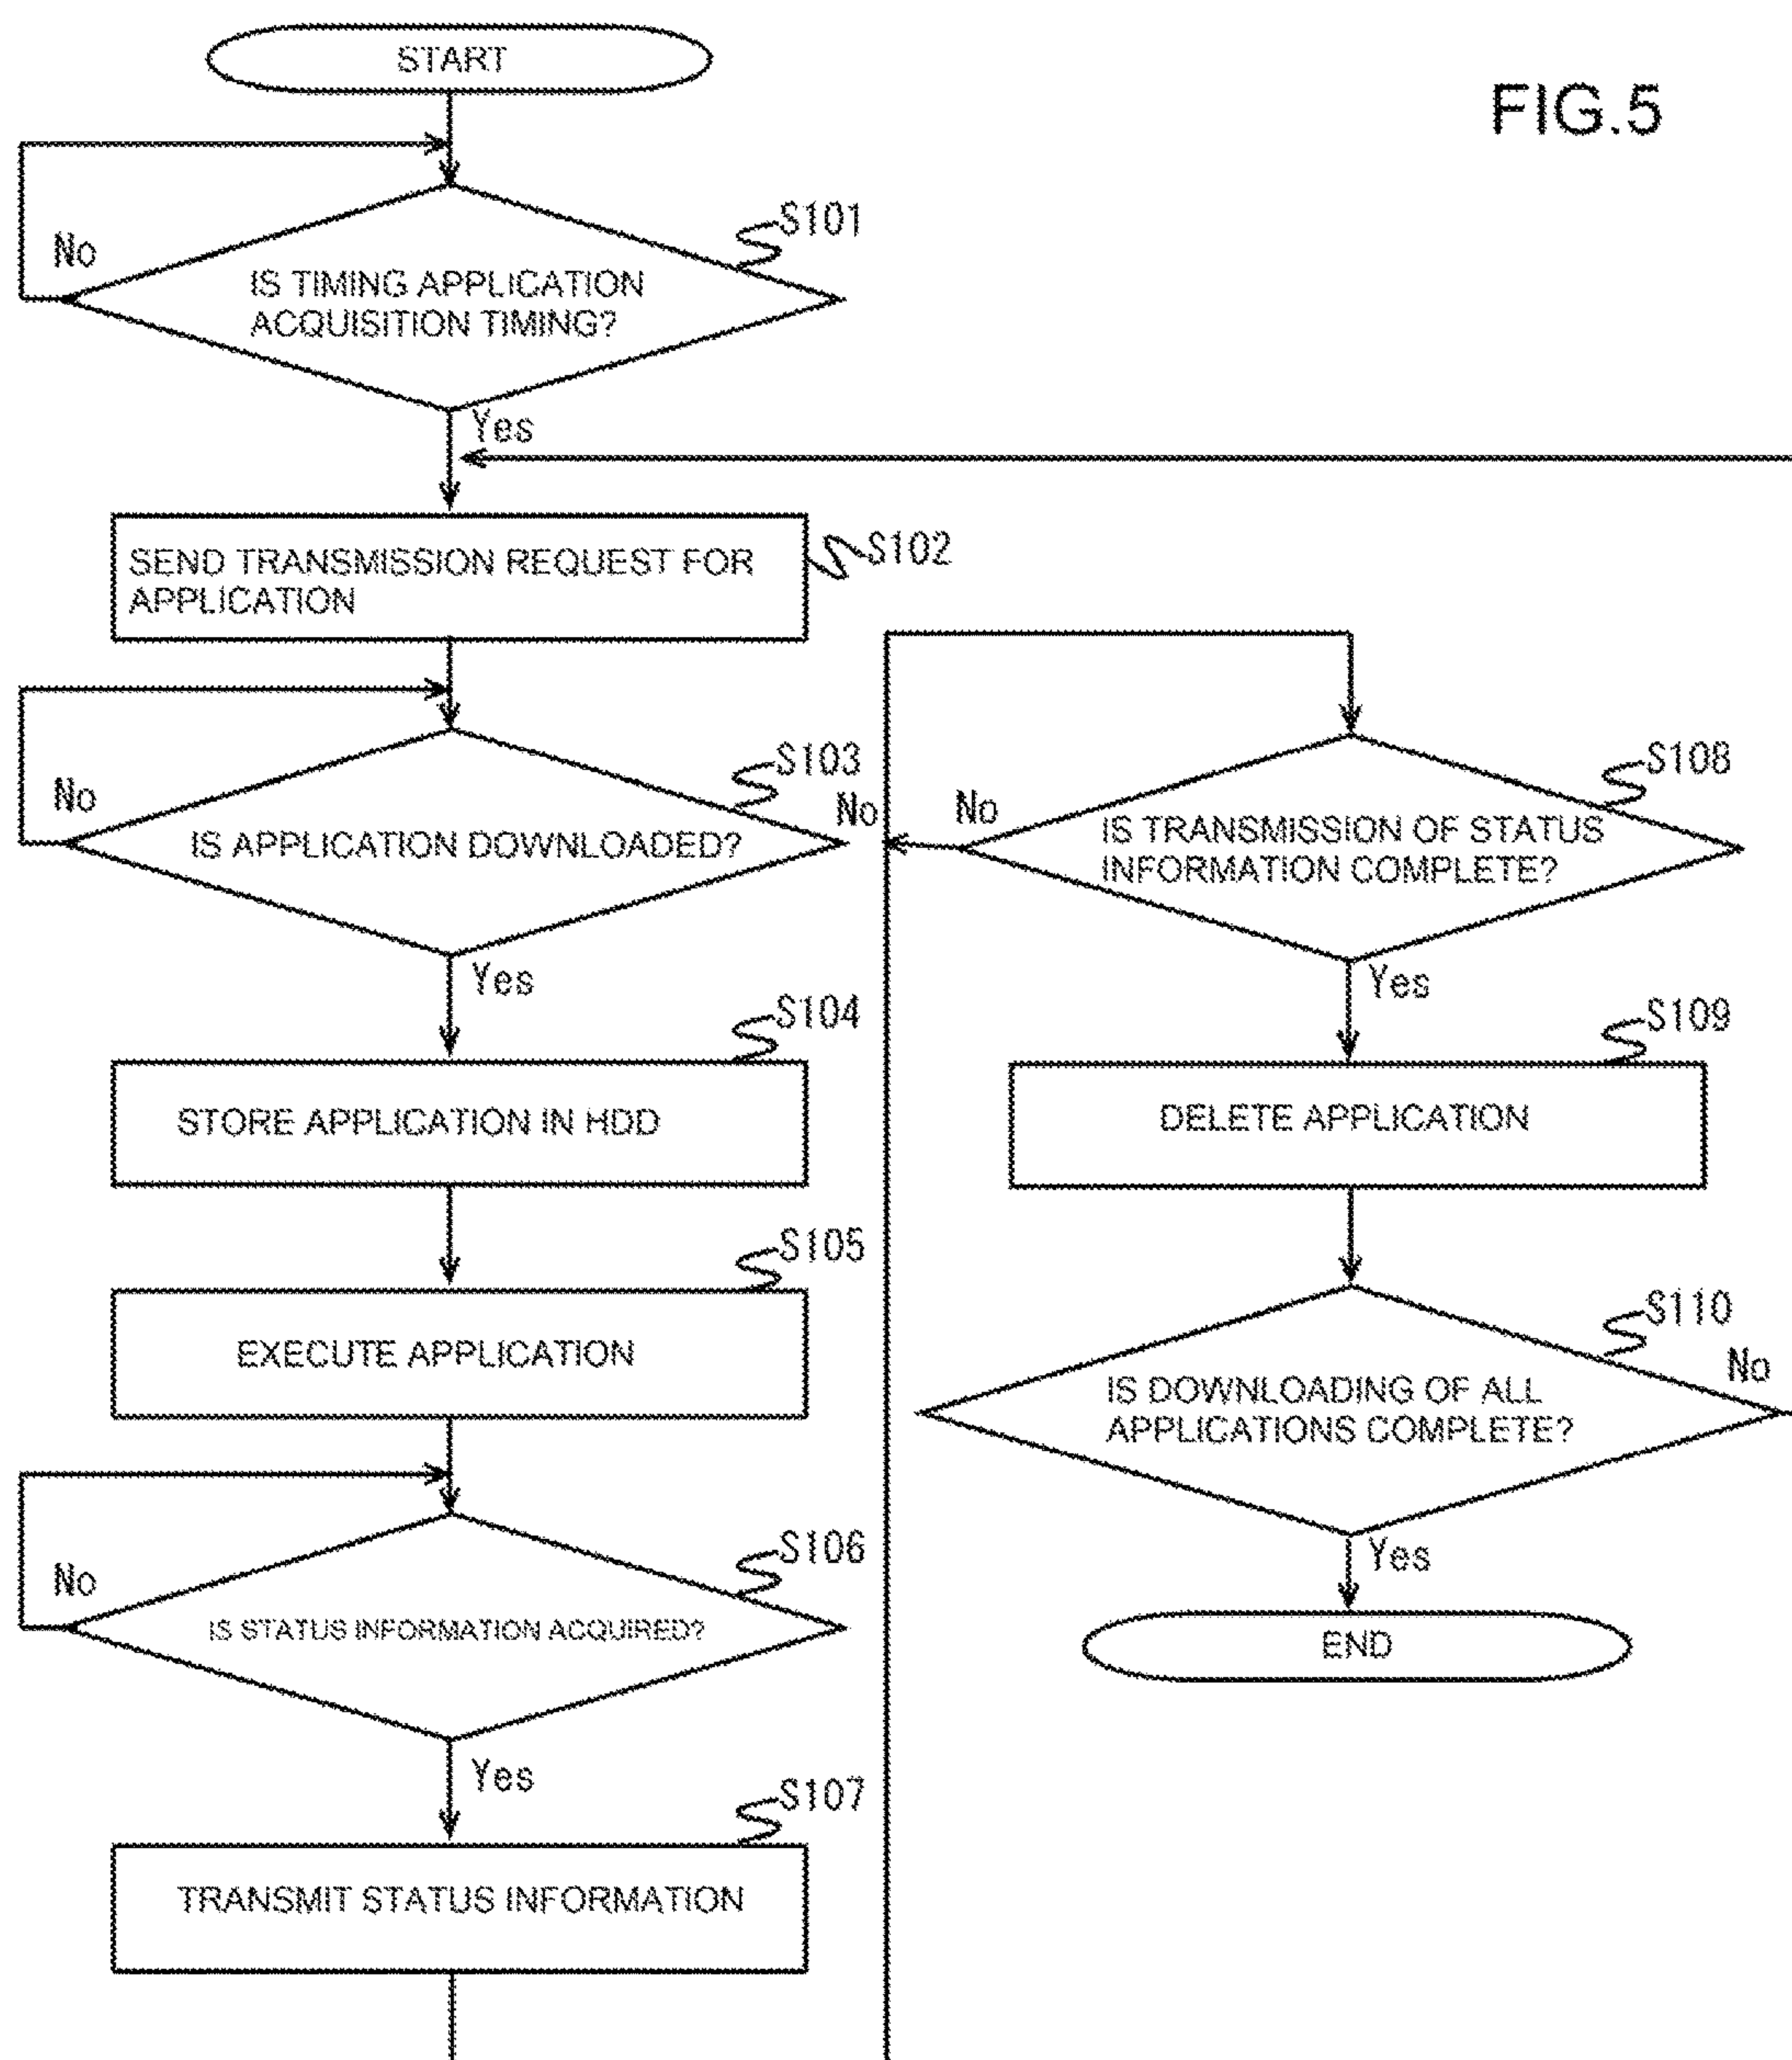 FIG.5
START
S101
No
IS TIMING APPLICATION
ACQUISITION TIMING?
Yes
SEND TRANSMISSION REQUEST FOR
APPLICATION
S102
S103
No
IS APPLICATION DOWNLOADED?
No
Yes
S104
STORE APPLICATION IN HDD
S105
EXECUTE APPLICATION
S106
No
IS STATUS INFORMATION ACQUIRED?
Yes
S107
TRANSMIT STATUS INFORMATION
S108
No
IS TRANSMISSION OF STATUS
INFORMATION COMPLETE?
Yes
S109
DELETE APPLICATION
S110
No
IS DOWNLOADING OF ALL
APPLICATIONS COMPLETE?
Yes
END